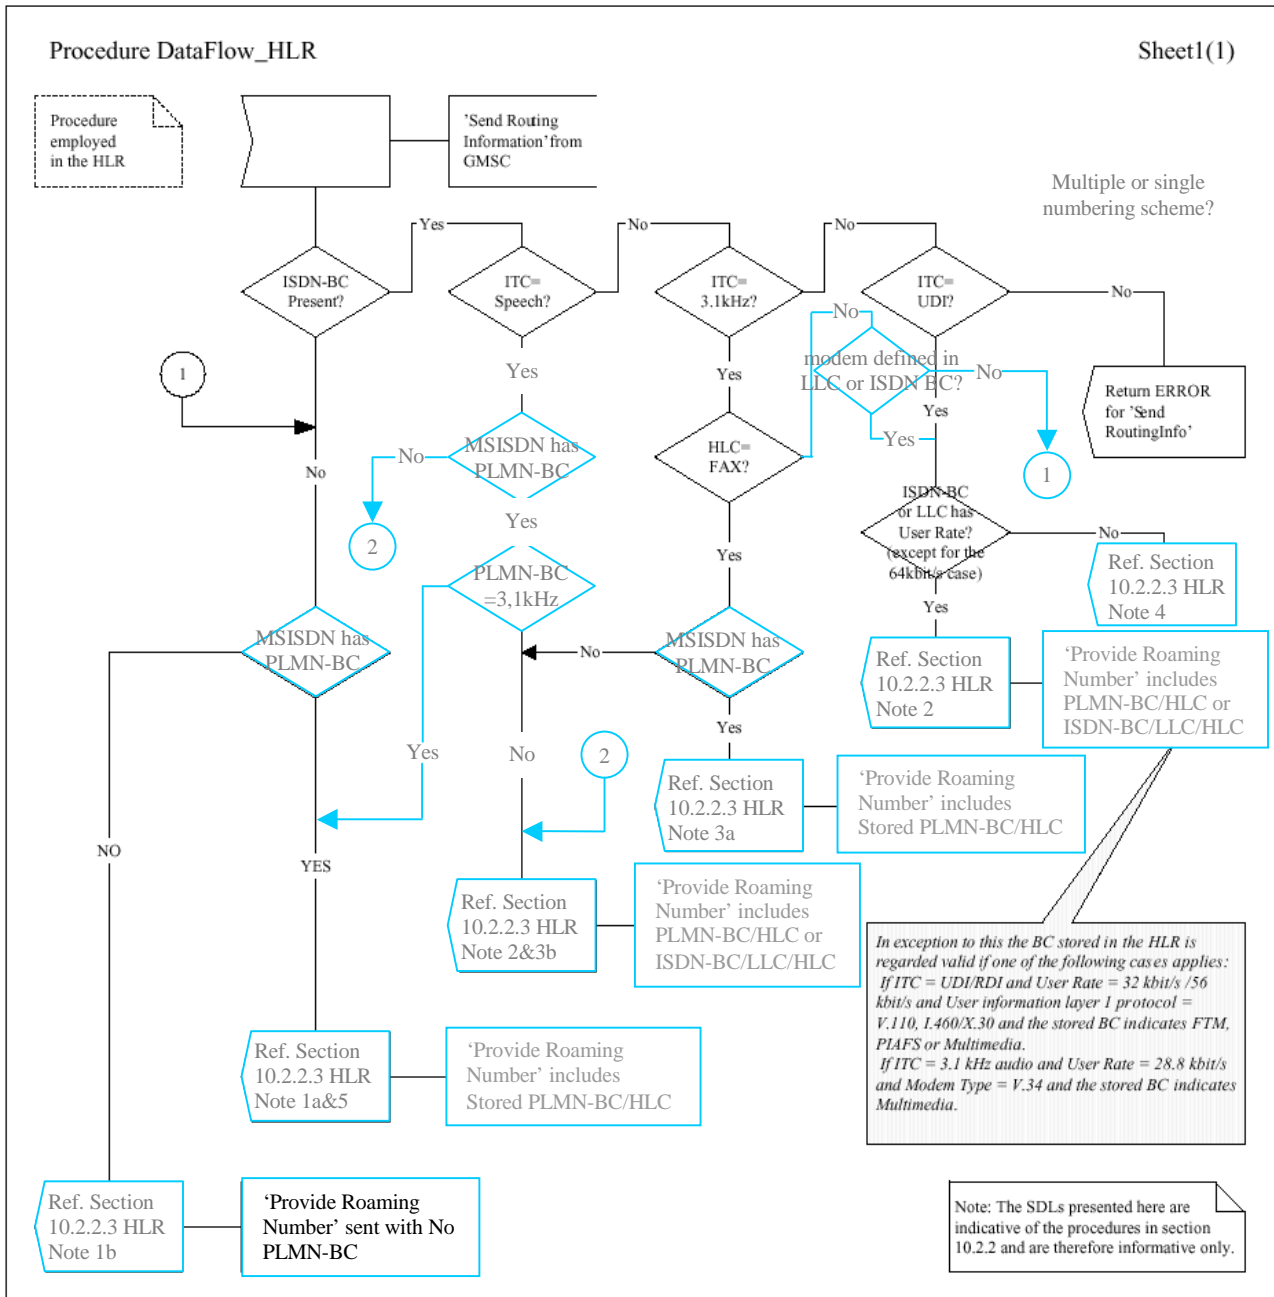 Procedure DataFlow_HLR
Sheet1(1)
Procedure
employed
in the HLR
'Send Routing
Information'from
GMSC
Multiple or single
numbering scheme?
Yes
No
No
ISDN-BC
Present?
ITC=
Speech?
ITC=
3.1kHz?
ITC=
UDI?
No
No
modem defined in
LLC or ISDN BC?
No
Yes
1
Yes
Yes
Yes
Return ERROR
for 'Send
RoutingInfo'
No
MSISDN has
PLMN-BC
No
HLC=
FAX?
1
2
Yes
ISDN-BC
or LLC has
User Rate?
(except for the
64kbit/s case)
No
Yes
PLMN-BC
=3,1kHz
Ref. Section
10.2.2.3 HLR
Note 4
Yes
MSISDN has
PLMN-BC
No
MSISDN has
PLMN-BC
Ref. Section
10.2.2.3 HLR
Note 2
‘Provide Roaming
Number’ includes
PLMN-BC/HLC or
ISDN-BC/LLC/HLC
Yes
Yes
No
2
Ref. Section
10.2.2.3 HLR
Note 3a
‘Provide Roaming
Number’ includes
Stored PLMN-BC/HLC
NO
YES
Ref. Section
10.2.2.3 HLR
Note 2&3b
‘Provide Roaming
Number’ includes
PLMN-BC/HLC or
ISDN-BC/LLC/HLC
In exception to this the BC stored in the HLR is
regarded valid if one of the following cases applies:
If ITC = UDI/RDI and User Rate = 32 kbit/s /56
kbit/s and User information layer 1 protocol =
V.110, I.460/X.30 and the stored BC indicates FTM,
PIAFS or Multimedia.
If ITC = 3.1 kHz audio and User Rate = 28.8 kbit/s
and Modem Type = V.34 and the stored BC indicates
Multimedia.
Ref. Section
10.2.2.3 HLR
Note 1a&5
‘Provide Roaming
Number’ includes
Stored PLMN-BC/HLC
Ref. Section
10.2.2.3 HLR
Note 1b
‘Provide Roaming
Number’ sent with No
PLMN-BC
Note: The SDLs presented here are
indicative of the procedures in section
10.2.2 and are therefore informative only.